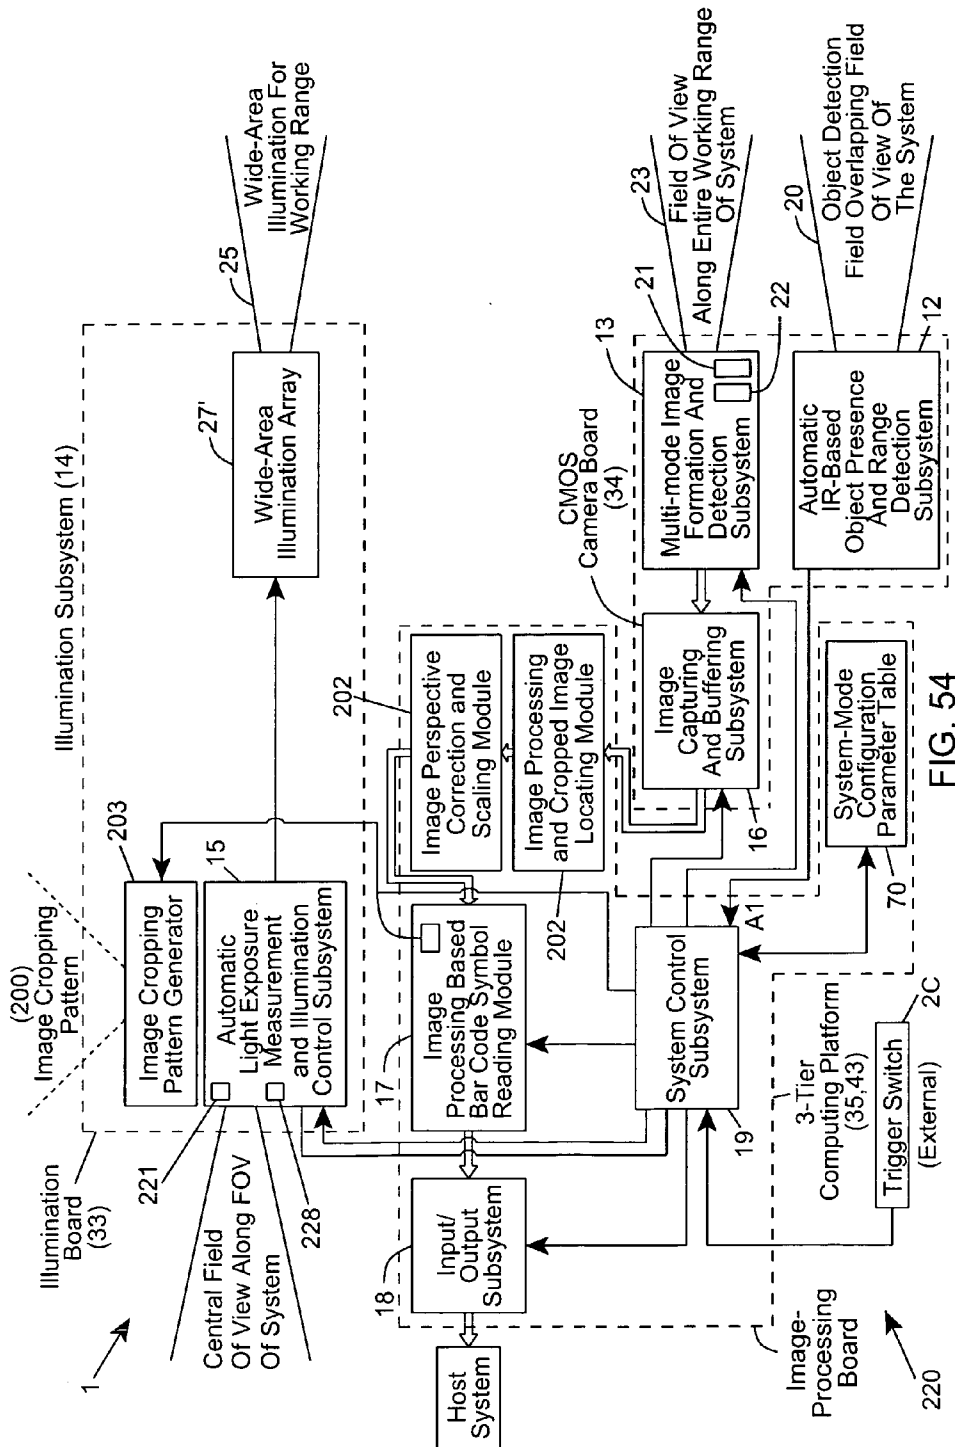 1
Illumination
Board
(33)
Illumination Subsystem (14)
(200)
Image Cropping
Pattern
203
Image Cropping
Pattern Generator
15
Automatic
Light Exposure
Measurement
and Illumination
Control Subsystem
221
228
Central Field
Of View Along FOV
Of System
27'
Wide-Area
Illumination Array
25
Wide-Area
Illumination For
Working Range
Host
System
18
Input/
Output
Subsystem
17
Image
Processing Based
Bar Code Symbol
Reading Module
202
Image Perspective
Correction and
Scaling Module
202
Image Processing
and Cropped Image
Locating Module
CMOS
Camera Board
(34)
13
Multi-mode Image
Formation And
Detection
Subsystem
21
22
23
Field Of View
Along Entire Working Range
Of System
16
Image
Capturing
And Buffering
Subsystem
19
System Control
Subsystem
A1
12
Automatic
IR-Based
Object Presence
And Range
Detection
Subsystem
20
Object Detection
Field Overlapping Field
Of View Of
The System
70
System-Mode
Configuration
Parameter Table
Image-
Processing
Board
3-Tier
Computing Platform
(35,43)
2C
Trigger Switch
(External)
220
FIG. 54